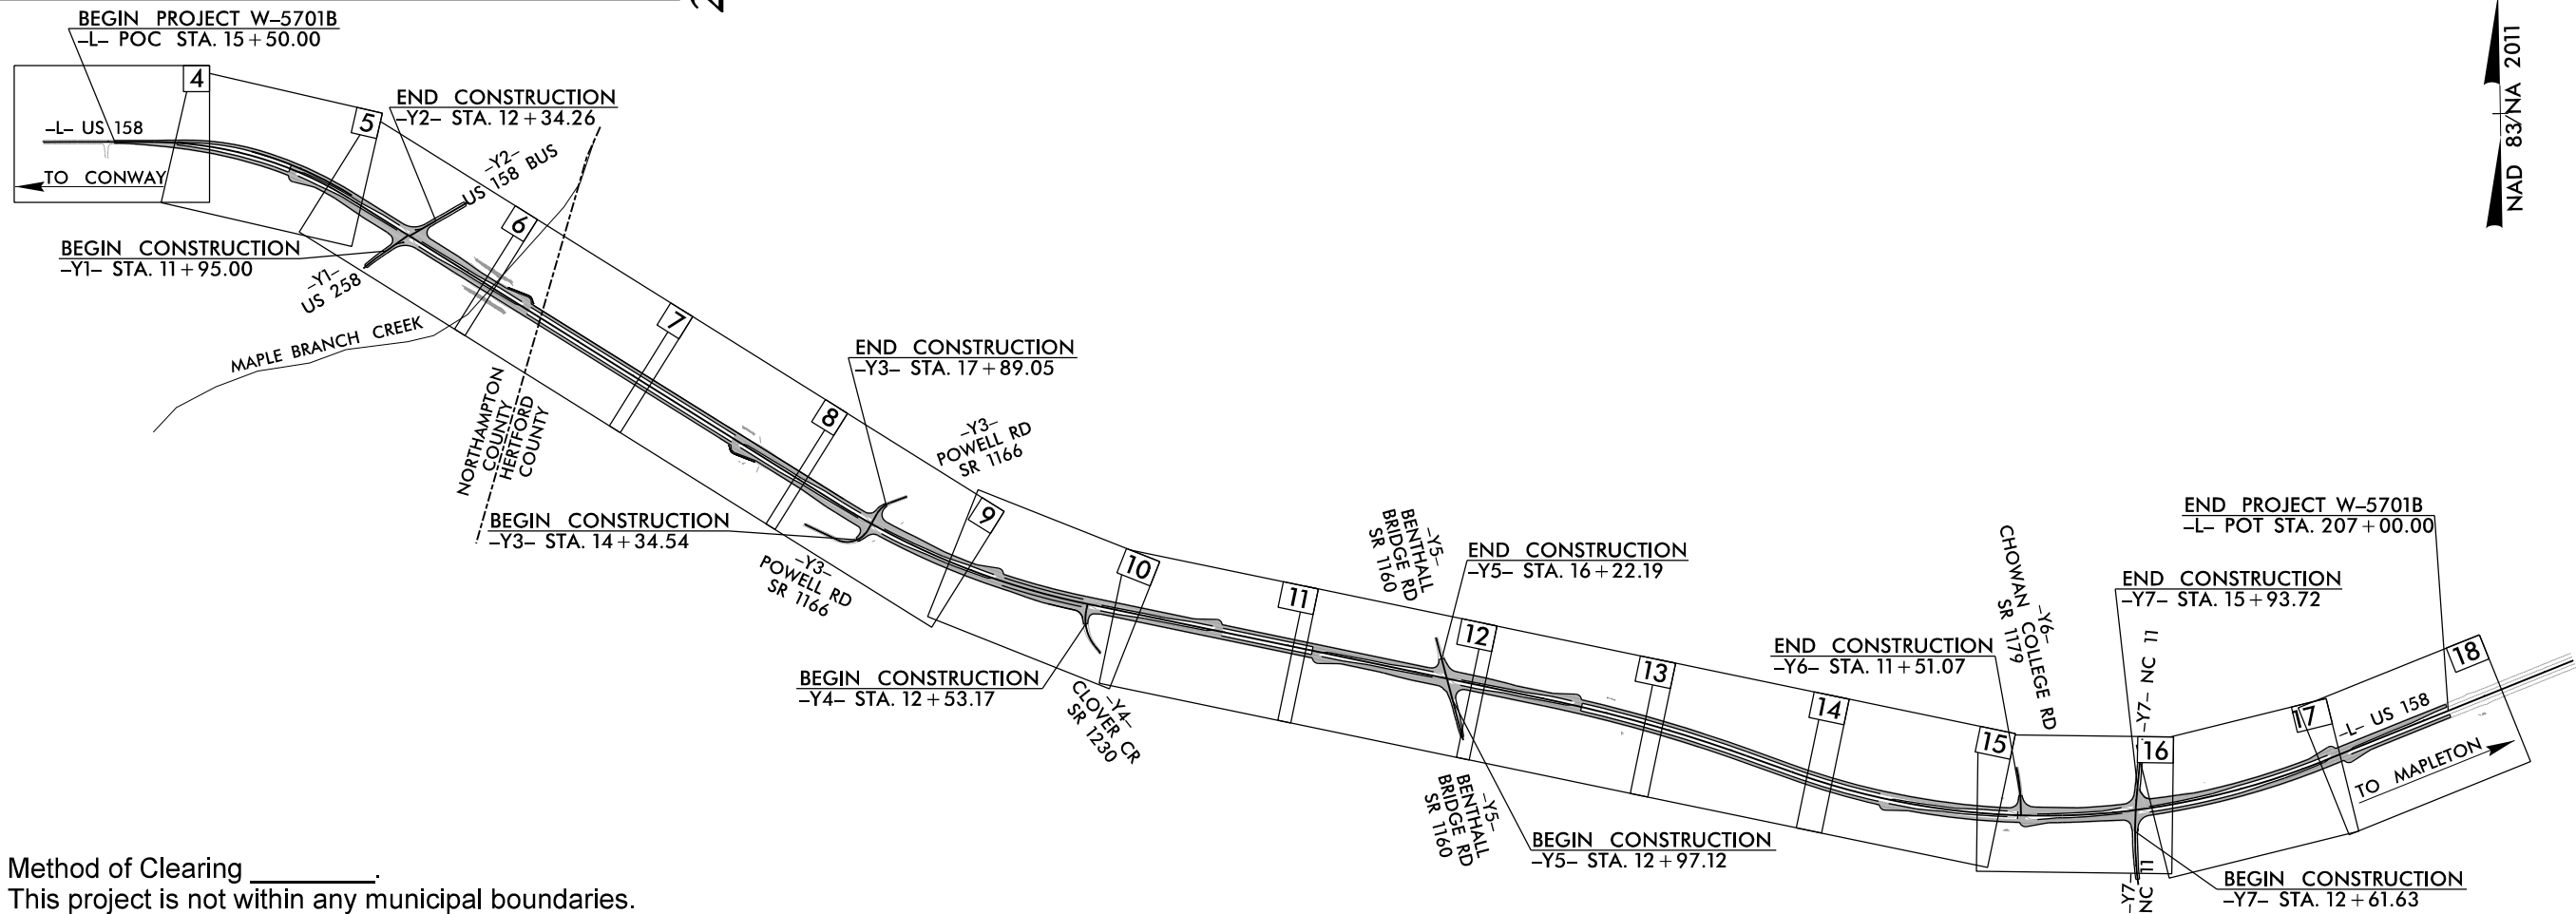 BEGIN PROJECT W–5701B
–L– POC STA. 15+50.00
4
–L– US 158
TO CONWAY
5
END CONSTRUCTION
–Y2– STA. 12+34.26
–Y2–
US 158 BUS
BEGIN CONSTRUCTION
–Y1– STA. 11+95.00
–Y1–
US 258
MAPLE BRANCH CREEK
6
NORTHAMPTON
COUNTY
HERTFORD
COUNTY
7
8
END CONSTRUCTION
–Y3– STA. 17+89.05
–Y3–
POWELL RD
SR 1166
BEGIN CONSTRUCTION
–Y3– STA. 14+34.54
–Y3–
POWELL RD
SR 1166
9
10
BEGIN CONSTRUCTION
–Y4– STA. 12+53.17
–Y4–
CLOVER CR
SR 1230
11
–Y5–
BENTHALL
BRIDGE RD
SR 1160
END CONSTRUCTION
–Y5– STA. 16+22.19
12
–Y5–
BENTHALL
BRIDGE RD
SR 1160
BEGIN CONSTRUCTION
–Y5– STA. 12+97.12
13
14
END CONSTRUCTION
–Y6– STA. 11+51.07
–Y6–
CHOWAN COLLEGE RD
SR 1179
15
END PROJECT W–5701B
–L– POT STA. 207+00.00
END CONSTRUCTION
–Y7– STA. 15+93.72
–Y7– NC 11
16
–Y7–
NC 11
BEGIN CONSTRUCTION
–Y7– STA. 12+61.63
17
–L– US 158
TO MAPLETON
18
NAD 83/NA 2011
Method of Clearing ________.
This project is not within any municipal boundaries.